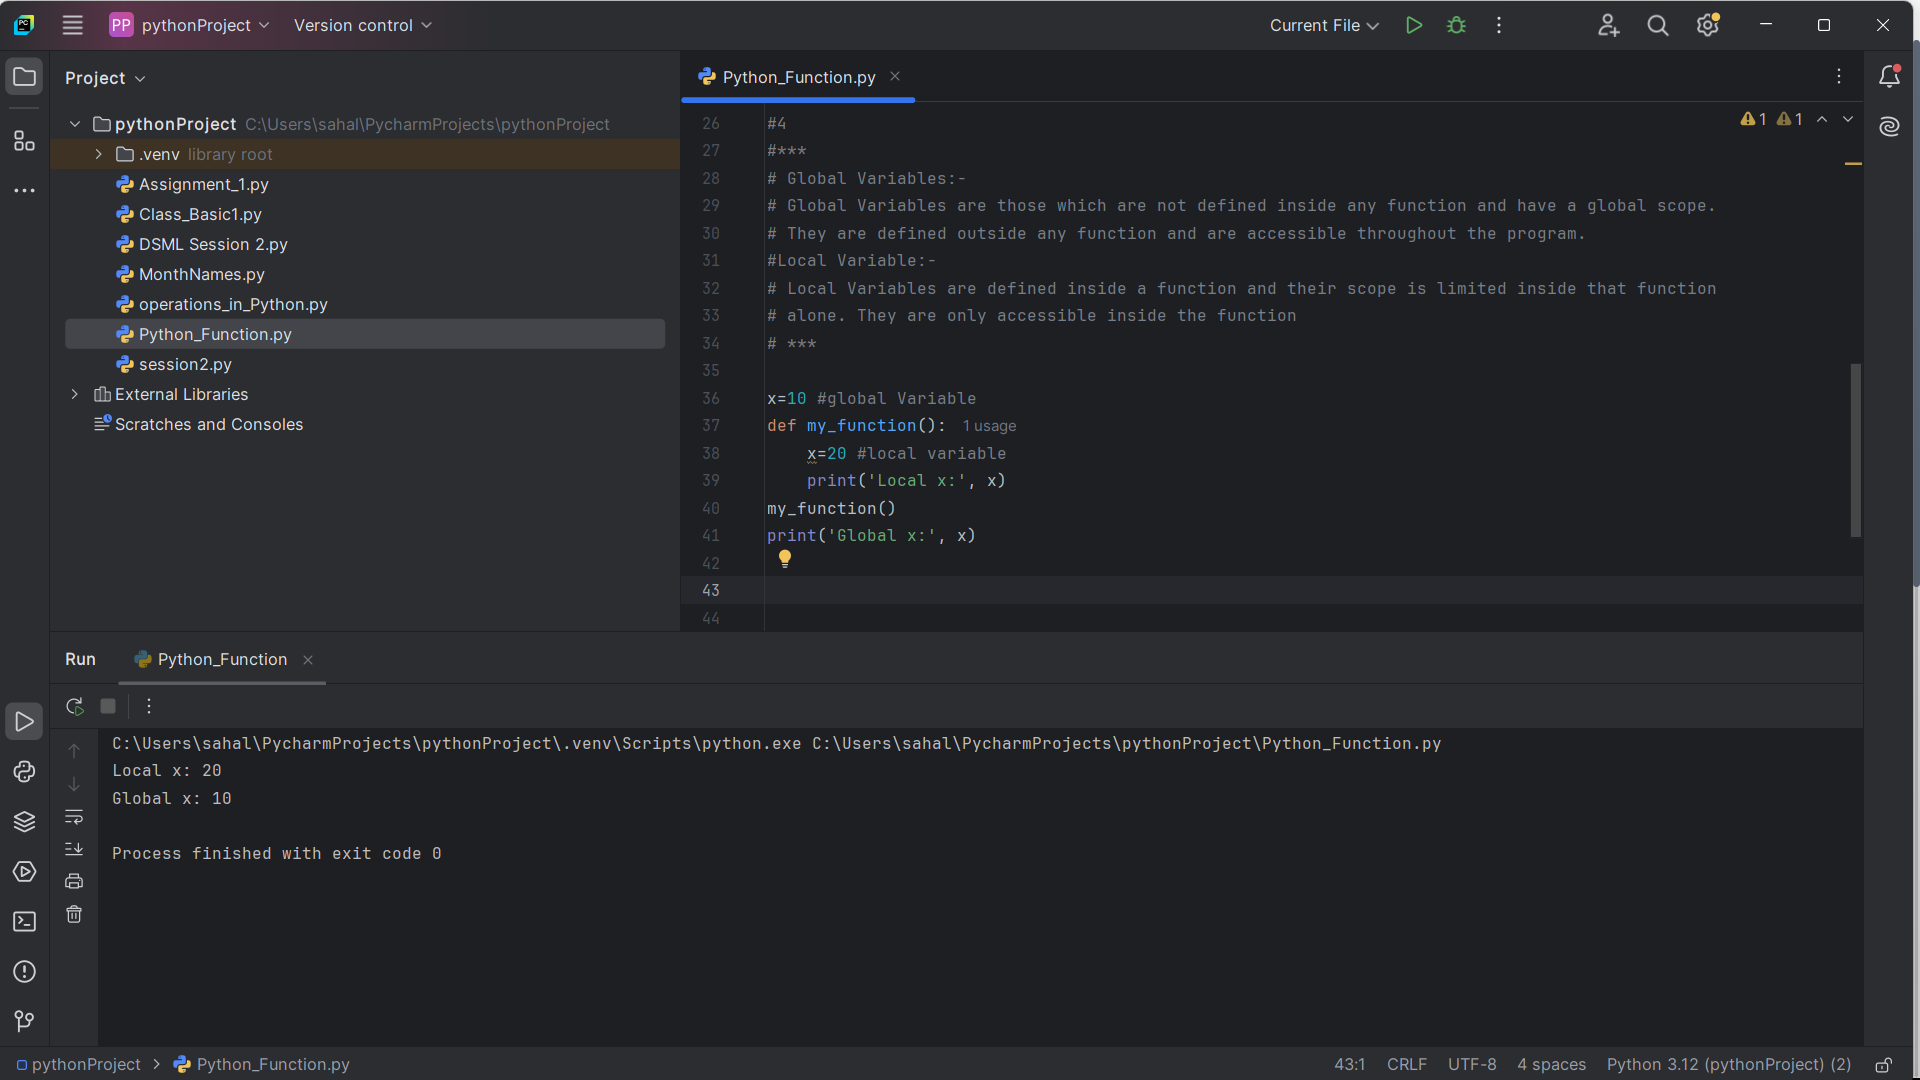 PP pythonProject Version control Current File
Project
pythonProject C:\Users\sahal\PycharmProjects\pythonProject
.venv library root
Assignment_1.py
Class_Basic1.py
DSML Session 2.py
MonthNames.py
operations_in_Python.py
Python_Function.py
session2.py
External Libraries
Scratches and Consoles
Python_Function.py
1 1
26 #4
27 #***
28 # Global Variables:-
29 # Global Variables are those which are not defined inside any function and have a global scope.
30 # They are defined outside any function and are accessible throughout the program.
31 #Local Variable:-
32 # Local Variables are defined inside a function and their scope is limited inside that function
33 # alone. They are only accessible inside the function
34 # ***
35
36 x=10 #global Variable
37 def my_function(): 1 usage
38     x=20 #local variable
39     print('Local x:', x)
40 my_function()
41 print('Global x:', x)
42
43
44
Run Python_Function
C:\Users\sahal\PycharmProjects\pythonProject\.venv\Scripts\python.exe C:\Users\sahal\PycharmProjects\pythonProject\Python_Function.py
Local x: 20
Global x: 10
Process finished with exit code 0
pythonProject > Python_Function.py 43:1 CRLF UTF-8 4 spaces Python 3.12 (pythonProject) (2)